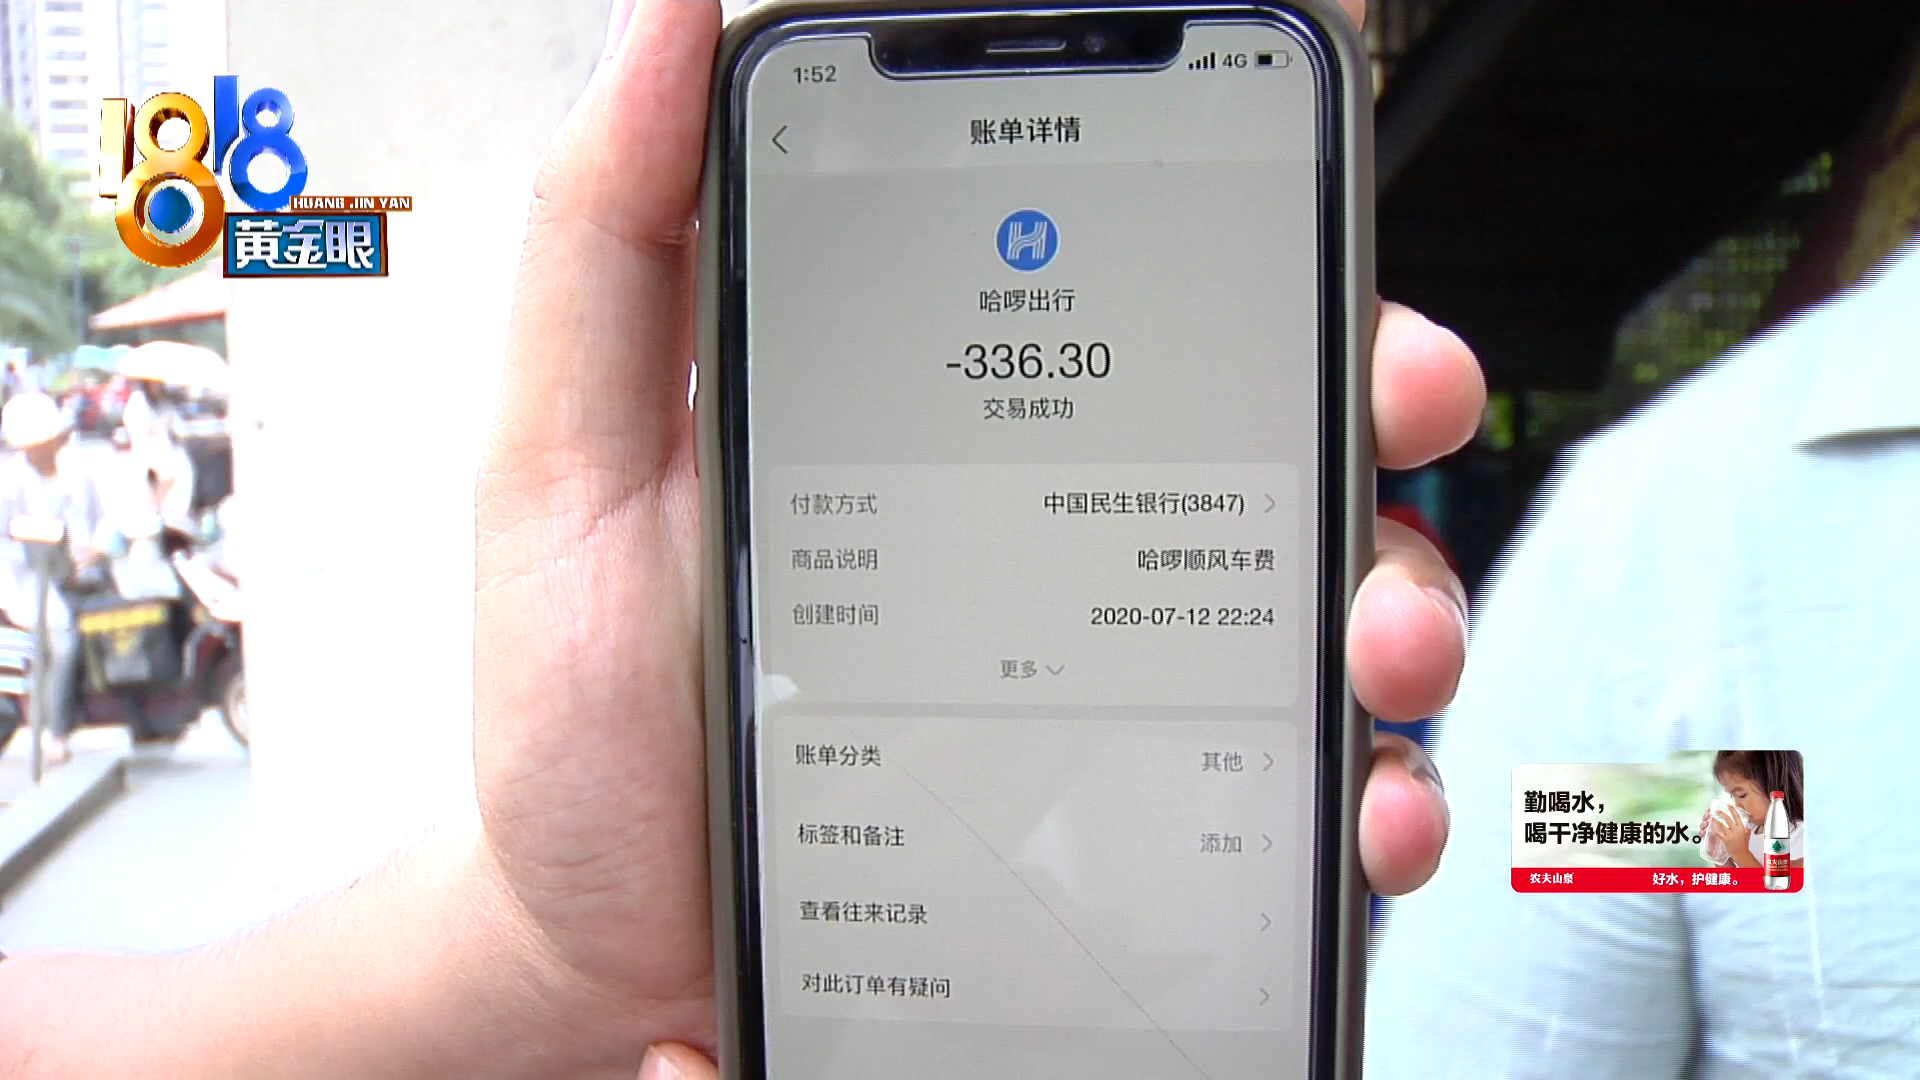 1818
HUANG JIN YAN
黄金眼
1:52
4G
账单详情
哈啰出行
-336.30
交易成功
付款方式 中国民生银行(3847)
商品说明 哈啰顺风车费
创建时间 2020-07-12 22:24
更多
账单分类 其他
标签和备注 添加
查看往来记录
对此订单有疑问
勤喝水，
喝干净健康的水。
农夫山泉 好水，护健康。
农夫山泉